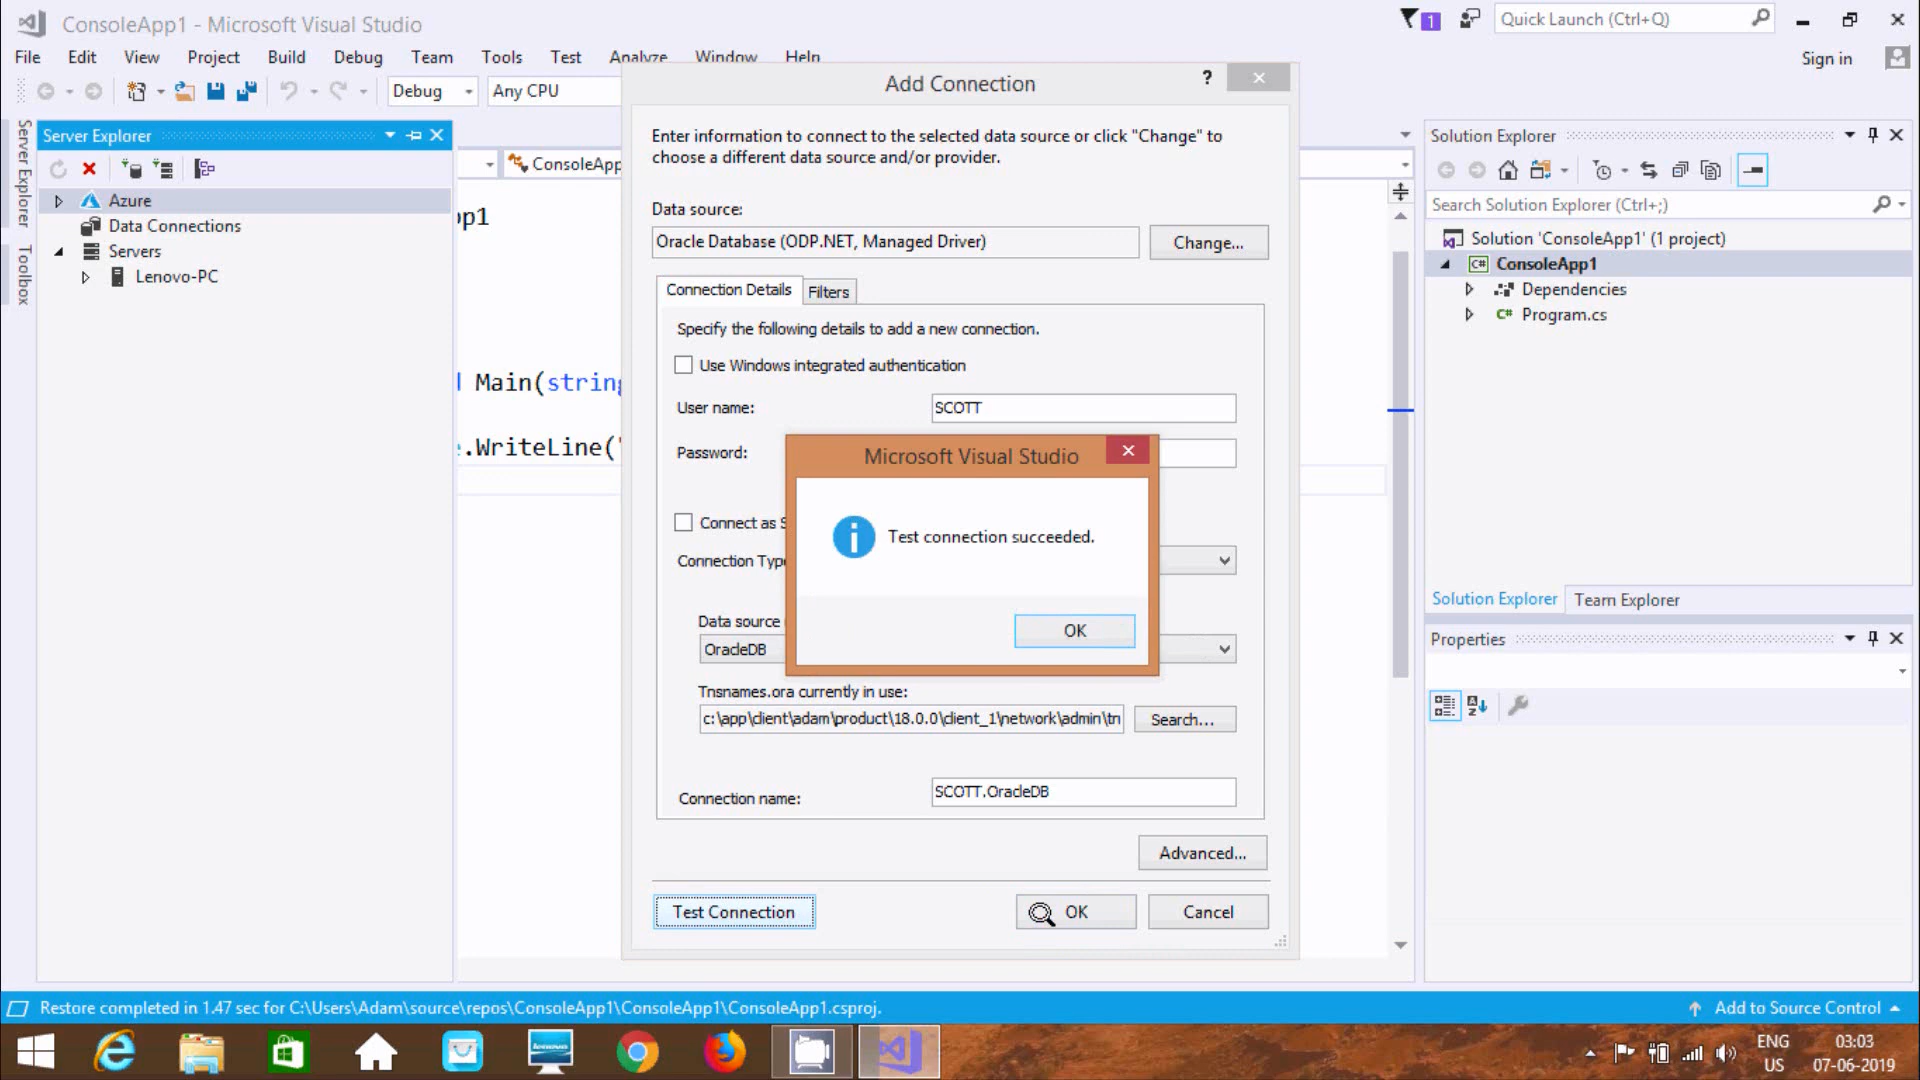 ConsoleApp1 - Microsoft Visual Studio
1
Quick Launch (Ctrl+Q)
File Edit View Project Build Debug Team Tools Test Analyze Window Help
Sign in
Debug
Any CPU
Server Explorer
Toolbox
Server Explorer
Azure
Data Connections
Servers
Lenovo-PC
ConsoleApp
pp1
Main(string
.WriteLine("
Add Connection
?
Enter information to connect to the selected data source or click "Change" to
choose a different data source and/or provider.
Data source:
Oracle Database (ODP.NET, Managed Driver)
Change...
Connection Details
Filters
Specify the following details to add a new connection.
Use Windows integrated authentication
User name:
SCOTT
Password:
Connect as S
Connection Type
Data source
OracleDB
Tnsnames.ora currently in use:
c:\app\client\adam\product\18.0.0\client_1\network\admin\tn
Search...
Connection name:
SCOTT.OracleDB
Advanced...
Test Connection
OK
Cancel
Microsoft Visual Studio
Test connection succeeded.
OK
Solution Explorer
Search Solution Explorer (Ctrl+;)
Solution 'ConsoleApp1' (1 project)
C# ConsoleApp1
Dependencies
C# Program.cs
Solution Explorer
Team Explorer
Properties
Restore completed in 1.47 sec for C:\Users\Adam\source\repos\ConsoleApp1\ConsoleApp1\ConsoleApp1.csproj.
Add to Source Control
ENG
US
03:03
07-06-2019